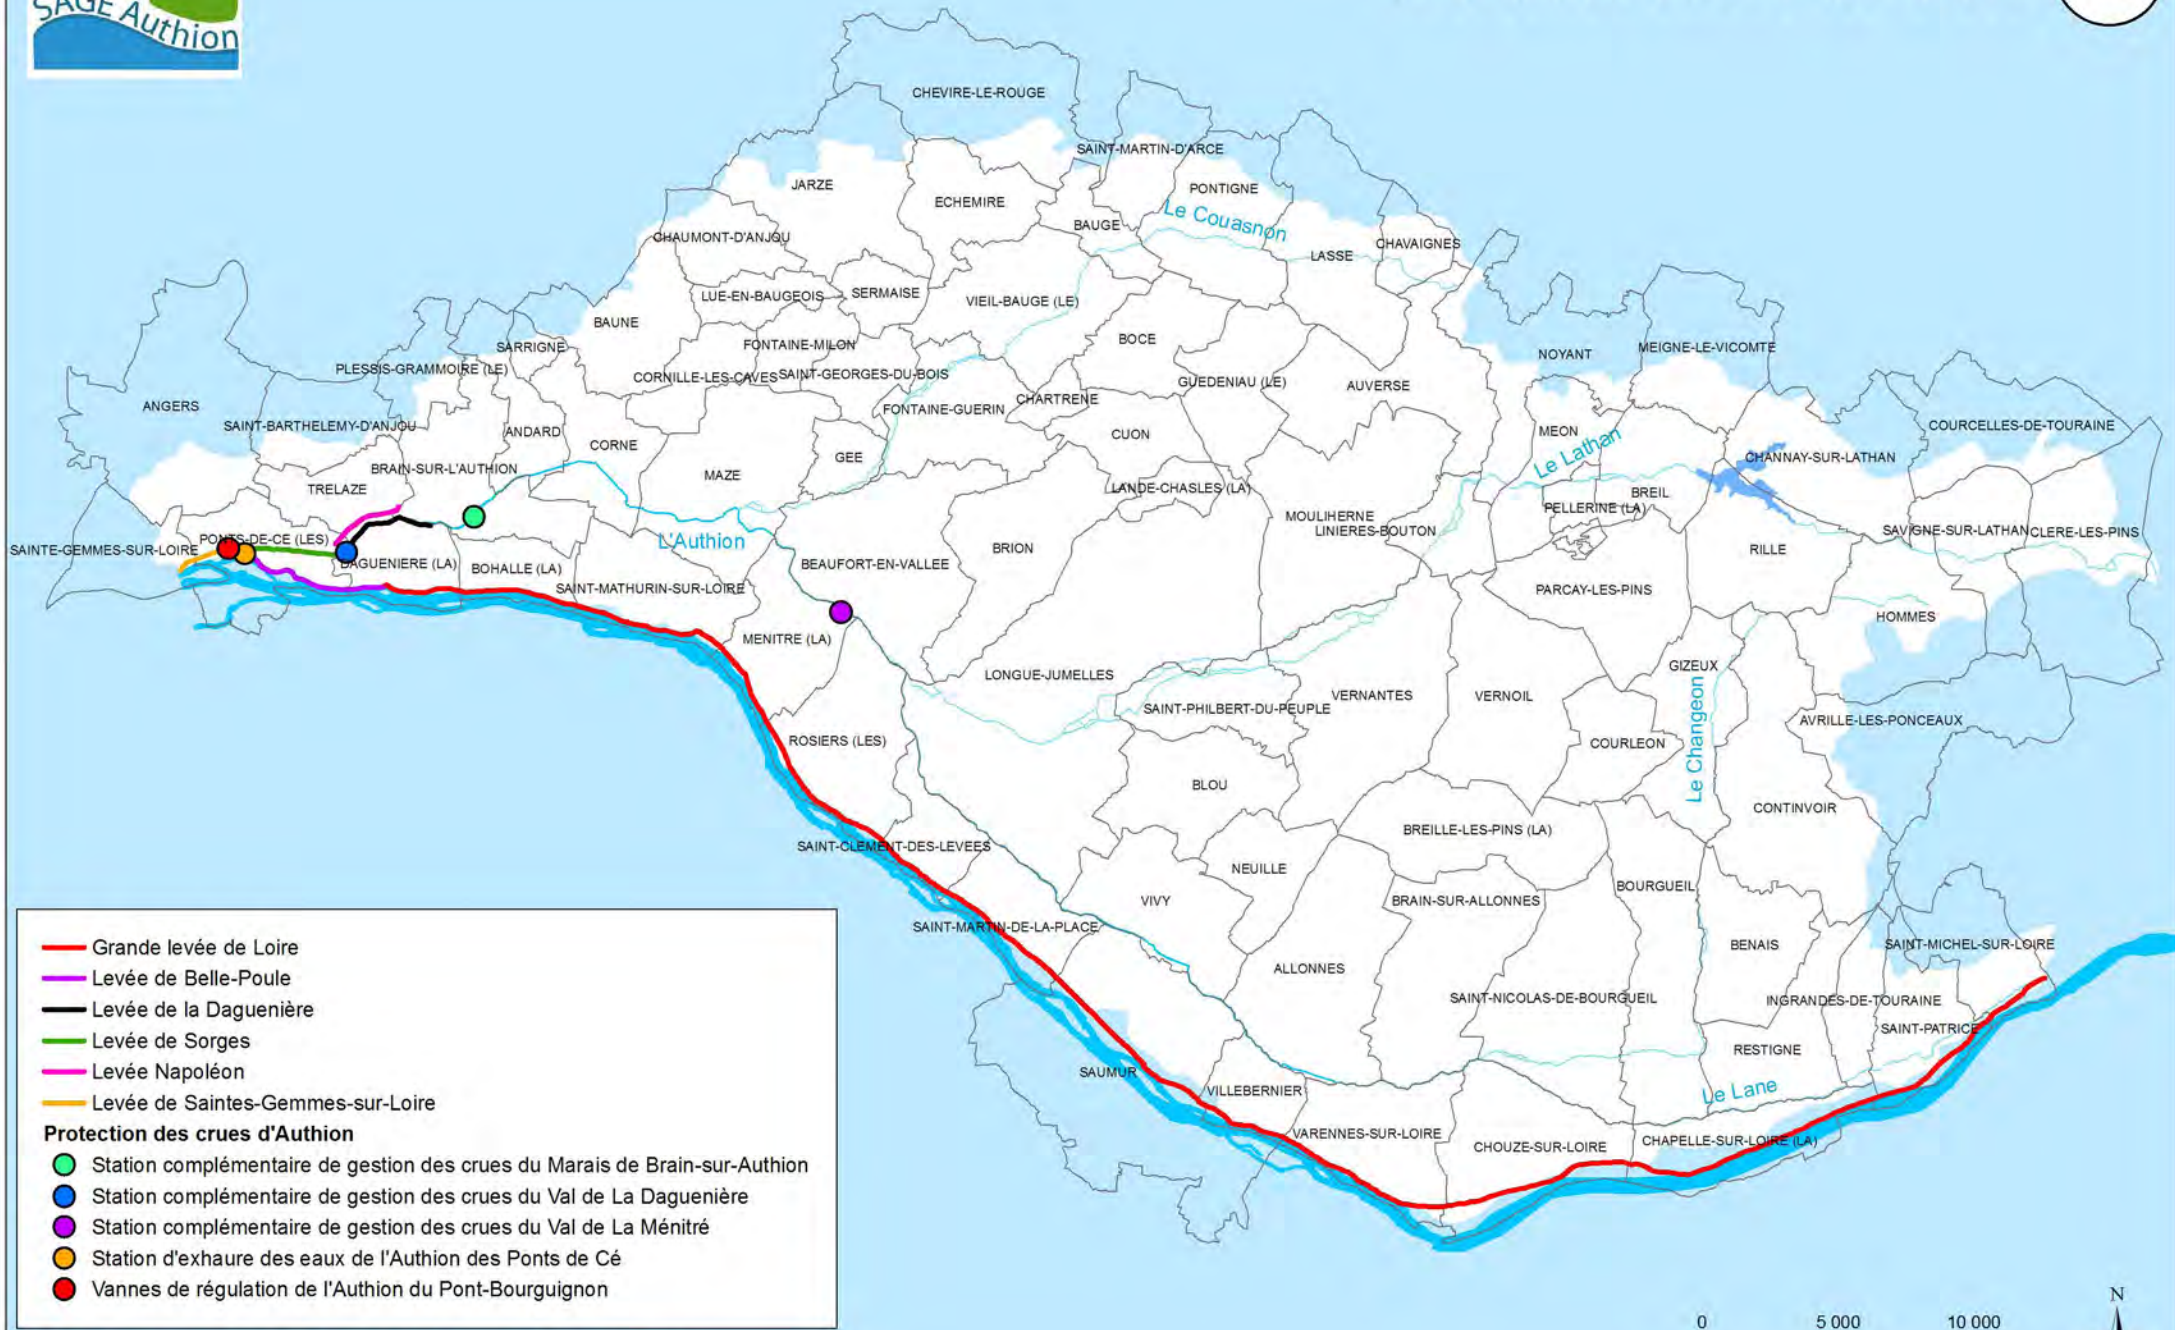 SAGE Authion
CHEVIRE-LE-ROUGE
SAINT-MARTIN-D'ARCE
JARZE
PONTIGNE
ECHEMIRE
Le Couasnon
BAUGE
CHAUMONT-D'ANJOU
CHAVAIGNES
LASSE
LUE-EN-BAUGEOIS
SERMAISE
VIEIL-BAUGE (LE)
BAUNE
BOCE
FONTAINE-MILON
SARRIGNE
MEIGNE-LE-VICOMTE
NOYANT
PLESSIS-GRAMMOIRE (LE)
CORNILLE-LES-CAVES
SAINT-GEORGES-DU-BOIS
GUEDENIAU (LE)
AUVERSE
CHARTRENE
ANGERS
FONTAINE-GUERIN
SAINT-BARTHELEMY-D'ANJOU
COURCELLES-DE-TOURAINE
ANDARD
CUON
MEON
CORNE
Le Lathan
GEE
CHANNAY-SUR-LATHAN
BRAIN-SUR-L'AUTHION
MAZE
TRELAZE
LANDE-CHASLES (LA)
BREIL
PELLERINE (LA)
MOULIHERNE
LINIERES-BOUTON
SAVIGNE-SUR-LATHAN
CLERE-LES-PINS
PONTS-DE-CE (LES)
L'Authion
SAINTE-GEMMES-SUR-LOIRE
BRION
RILLE
DAGUENIERE (LA)
BOHALLE (LA)
BEAUFORT-EN-VALLEE
SAINT-MATHURIN-SUR-LOIRE
PARCAY-LES-PINS
HOMMES
MENITRE (LA)
GIZEUX
LONGUE-JUMELLES
VERNANTES
VERNOIL
SAINT-PHILBERT-DU-PEUPLE
AVRILLE-LES-PONCEAUX
Le Changeon
ROSIERS (LES)
COURLEON
BLOU
CONTINVOIR
BREILLE-LES-PINS (LA)
SAINT-CLEMENT-DES-LEVEES
NEUILLE
BOURGUEIL
VIVY
BRAIN-SUR-ALLONNES
SAINT-MARTIN-DE-LA-PLACE
BENAIS
SAINT-MICHEL-SUR-LOIRE
ALLONNES
SAINT-NICOLAS-DE-BOURGUEIL
INGRANDES-DE-TOURAINE
SAINT-PATRICE
RESTIGNE
SAUMUR
VILLEBERNIER
Le Lane
VARENNES-SUR-LOIRE
CHOUZE-SUR-LOIRE
CHAPELLE-SUR-LOIRE (LA)
Grande levée de Loire
Levée de Belle-Poule
Levée de la Daguenière
Levée de Sorges
Levée Napoléon
Levée de Saintes-Gemmes-sur-Loire
Protection des crues d'Authion
Station complémentaire de gestion des crues du Marais de Brain-sur-Authion
Station complémentaire de gestion des crues du Val de La Daguenière
Station complémentaire de gestion des crues du Val de La Ménitré
Station d'exhaure des eaux de l'Authion des Ponts de Cé
Vannes de régulation de l'Authion du Pont-Bourguignon
N
0 5 000 10 000